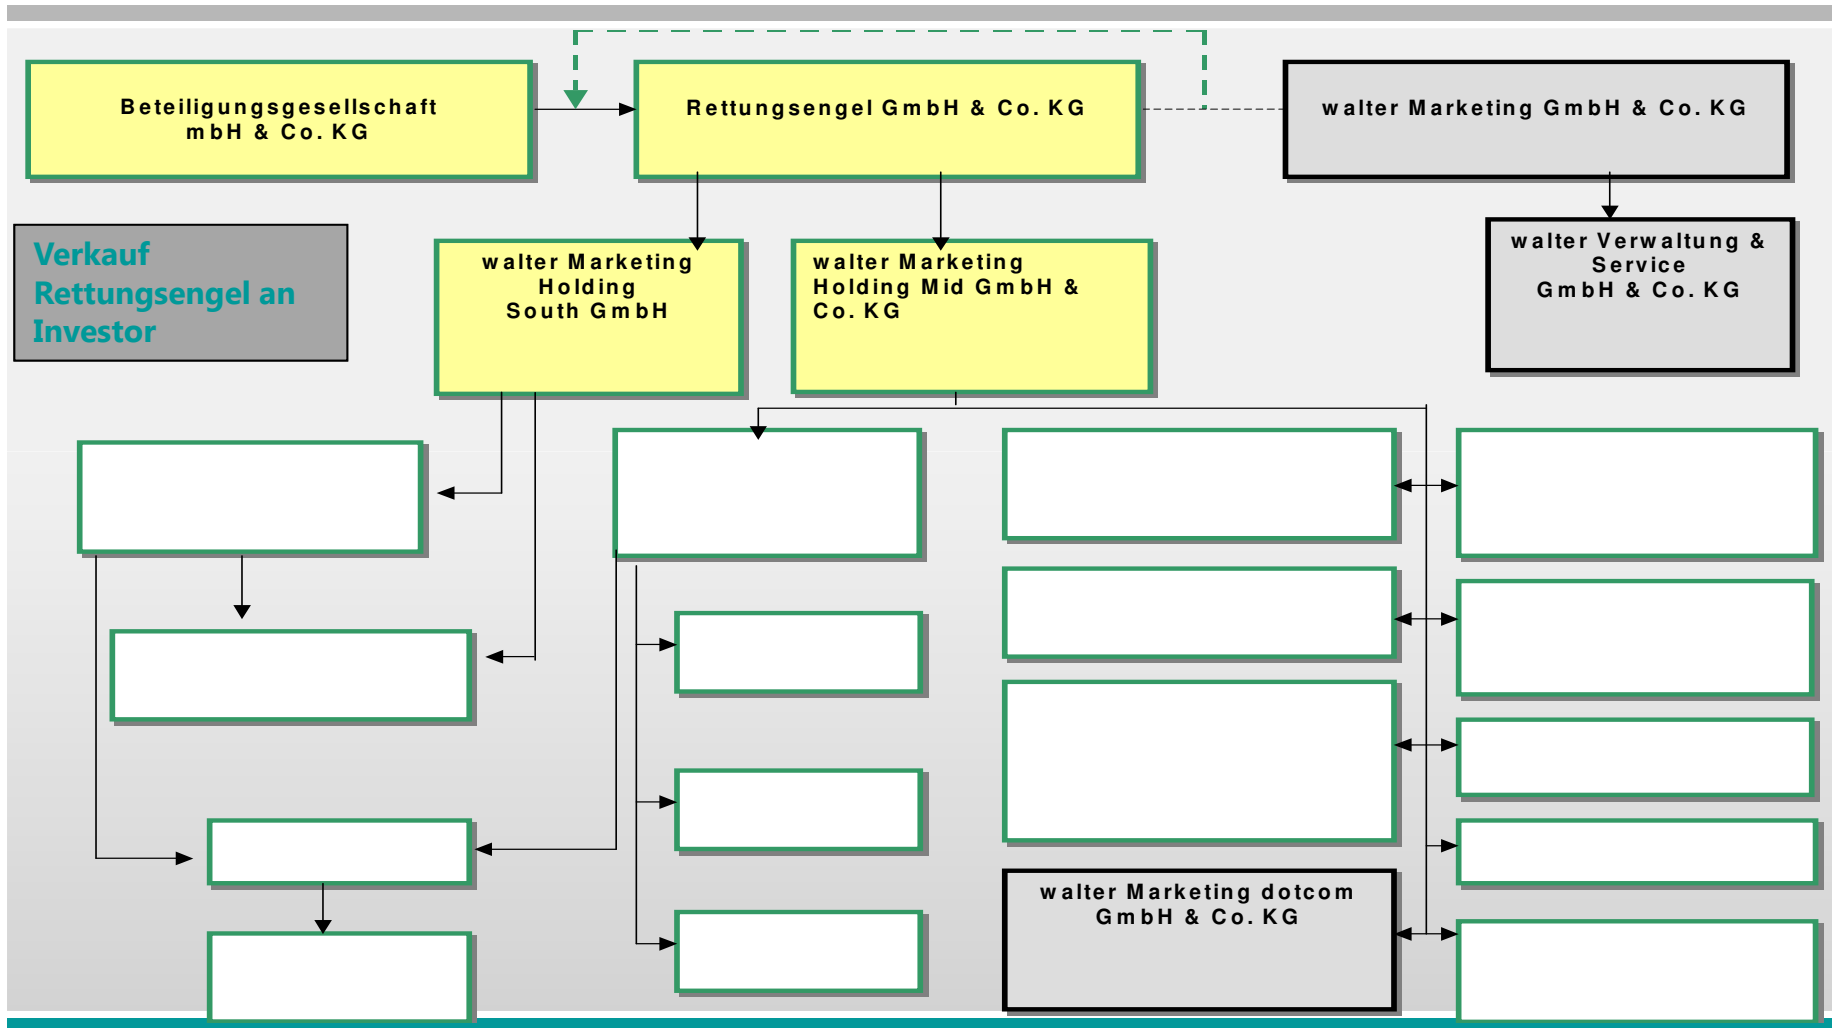 Beteiligungsgesellschaft
mbH & Co. KG
Rettungsengel GmbH & Co. KG
walter Marketing GmbH & Co. KG
Verkauf
Rettungsengel an
Investor
walter Marketing
Holding
South GmbH
walter Marketing
Holding Mid GmbH &
Co. KG
walter Verwaltung &
Service
GmbH & Co. KG
walter Marketing dotcom
GmbH & Co. KG